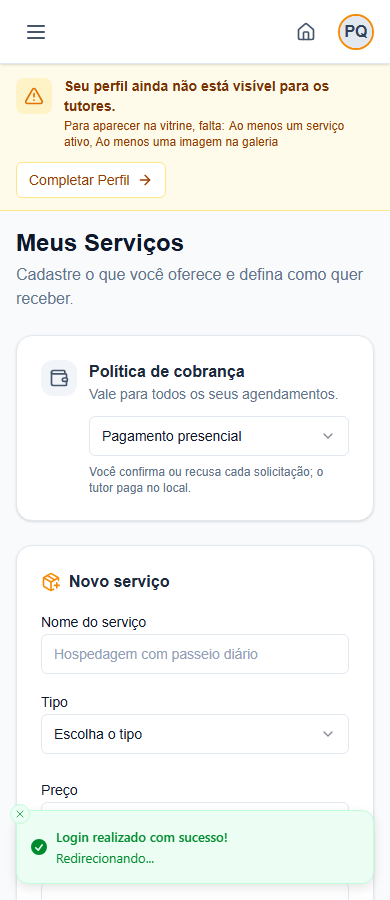 PQ
Seu perfil ainda não está visível para os
tutores.
Para aparecer na vitrine, falta: Ao menos um serviço
ativo, Ao menos uma imagem na galeria
Completar Perfil
Meus Serviços
Cadastre o que você oferece e defina como quer
receber.
Política de cobrança
Vale para todos os seus agendamentos.
Pagamento presencial
Você confirma ou recusa cada solicitação; o
tutor paga no local.
Novo serviço
Nome do serviço
Hospedagem com passeio diário
Tipo
Escolha o tipo
Preço
Login realizado com sucesso!
Redirecionando...